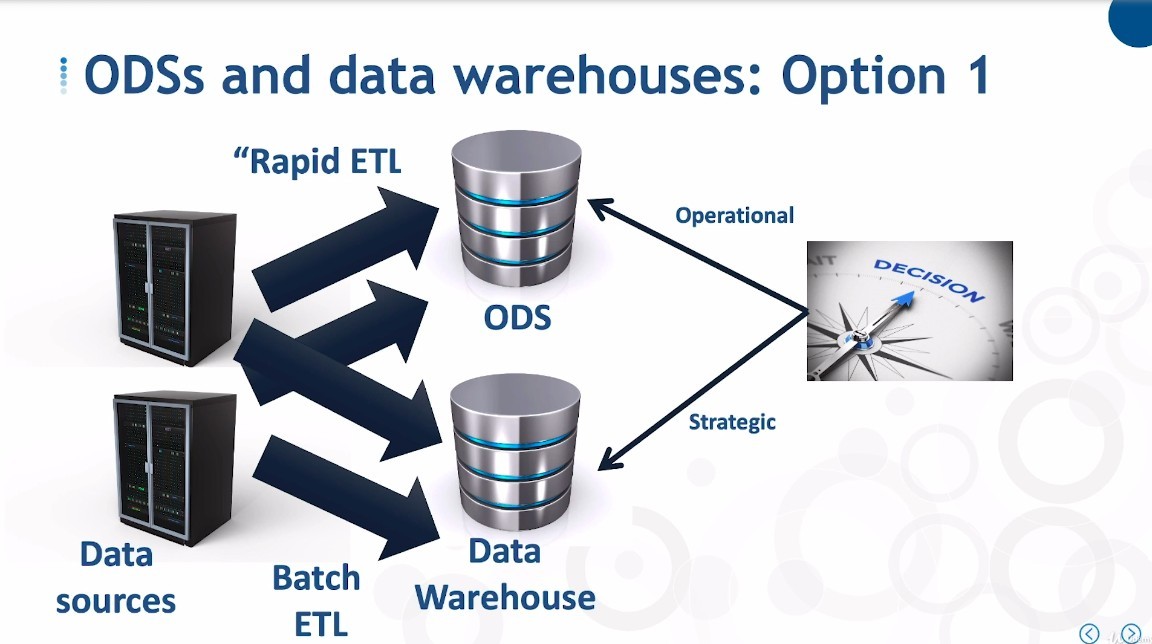 ODSs and data warehouses: Option 1
“Rapid ETL
Operational
DECISION
ODS
Strategic
Data
sources
Batch
ETL
Data
Warehouse